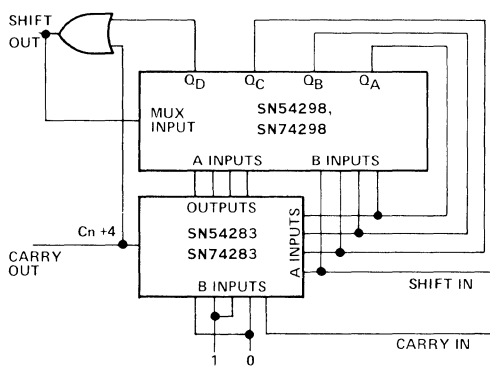 SHIFT
OUT
QD QC QB QA
MUX
INPUT
SN54298,
SN74298
A INPUTS B INPUTS
OUTPUTS
Cn +4
SN54283
SN74283
A INPUTS
CARRY
OUT
B INPUTS
SHIFT IN
CARRY IN
1 0